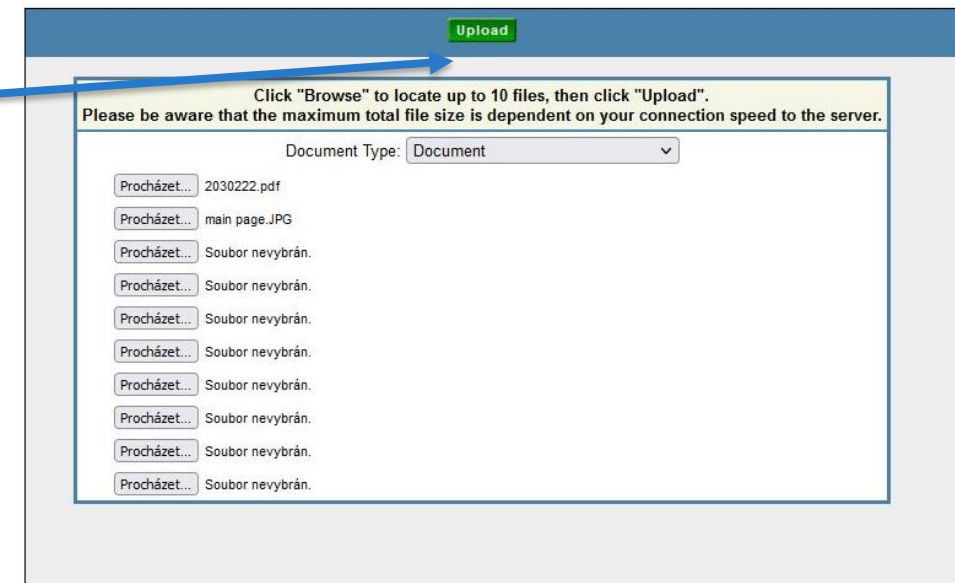 Upload
Click "Browse" to locate up to 10 files, then click "Upload".
Please be aware that the maximum total file size is dependent on your connection speed to the server.
Document Type: Document
Procházet... 2030222.pdf
Procházet... main page.JPG
Procházet... Soubor nevybrán.
Procházet... Soubor nevybrán.
Procházet... Soubor nevybrán.
Procházet... Soubor nevybrán.
Procházet... Soubor nevybrán.
Procházet... Soubor nevybrán.
Procházet... Soubor nevybrán.
Procházet... Soubor nevybrán.